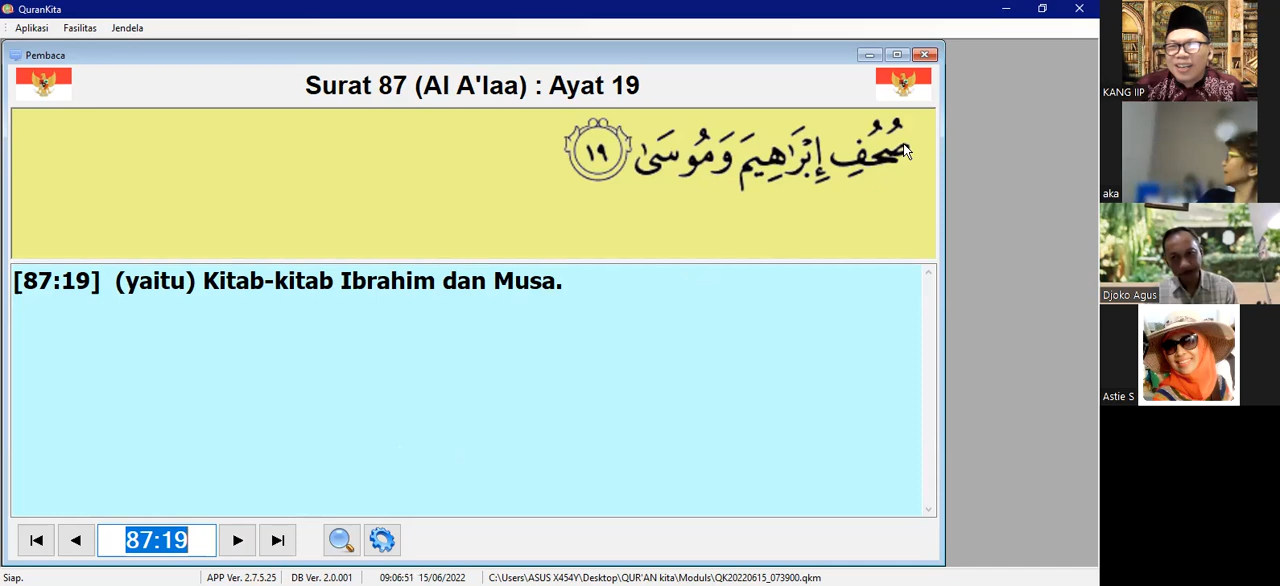 QuranKita
Aplikasi Fasilitas Jendela
Pembaca
Surat 87 (Al A'laa) : Ayat 19
صُحُفِ إِبْرَٰهِيمَ وَمُوسَىٰ ١٩
[87:19] (yaitu) Kitab-kitab Ibrahim dan Musa.
87:19
Siap. APP Ver. 2.7.5.25 DB Ver. 2.0.001 09:06:51 15/06/2022 C:\Users\ASUS X454Y\Desktop\QUR'AN kita\Moduls\QK20220615_073900.qkm
KANG IIP
aka
Djoko Agus
Astie S